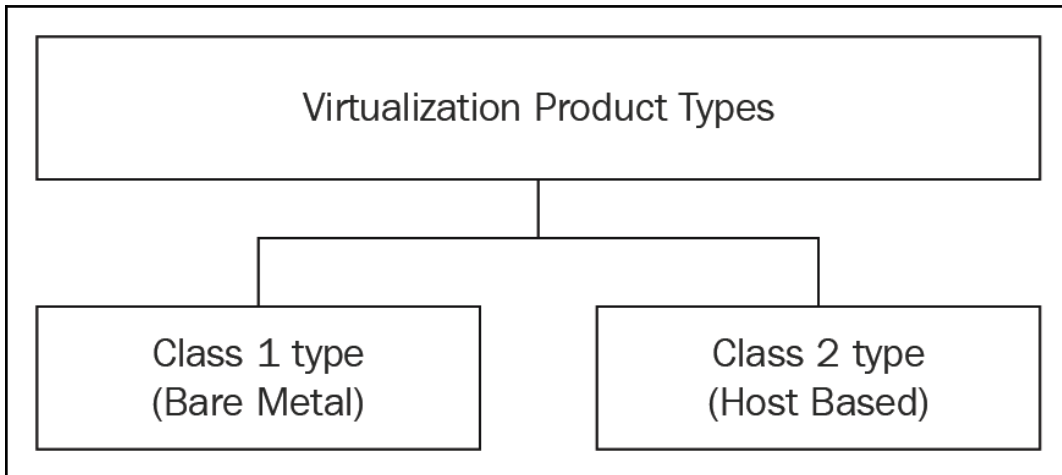 Virtualization Product Types
Class 1 type
(Bare Metal)
Class 2 type
(Host Based)